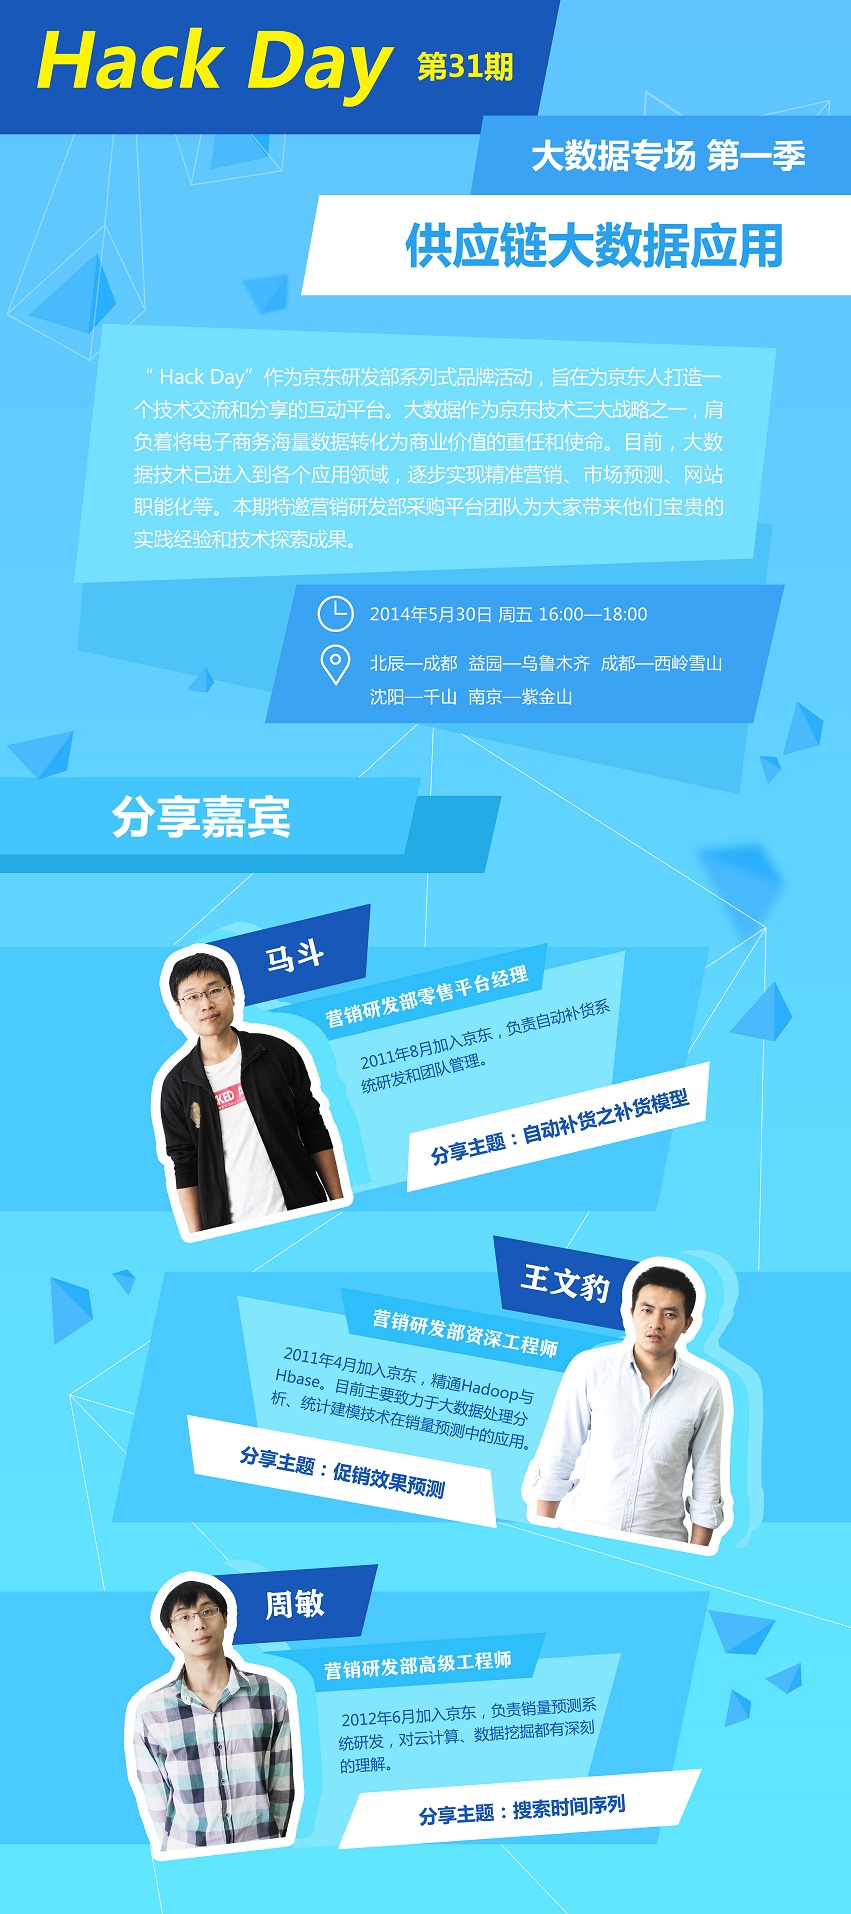 Hack Day 第31期
大数据专场 第一季
供应链大数据应用
“ Hack Day”作为京东研发部系列式品牌活动，旨在为京东人打造一
个技术交流和分享的互动平台。大数据作为京东技术三大战略之一，肩
负着将电子商务海量数据转化为商业价值的重任和使命。目前，大数
据技术已进入到各个应用领域，逐步实现精准营销、市场预测、网站
职能化等。本期特邀营销研发部采购平台团队为大家带来他们宝贵的
实践经验和技术探索成果。
2014年5月30日 周五 16:00—18:00
北辰—成都 益园—乌鲁木齐 成都—西岭雪山
沈阳—千山 南京—紫金山
分享嘉宾
马斗
营销研发部零售平台经理
2011年8月加入京东，负责自动补货系
统研发和团队管理。
分享主题：自动补货之补货模型
王文豹
营销研发部资深工程师
2011年4月加入京东，精通Hadoop与
Hbase。目前主要致力于大数据处理分
析、统计建模技术在销量预测中的应用。
分享主题：促销效果预测
周敏
营销研发部高级工程师
2012年6月加入京东，负责销量预测系
统研发，对云计算、数据挖掘都有深刻
的理解。
分享主题：搜索时间序列